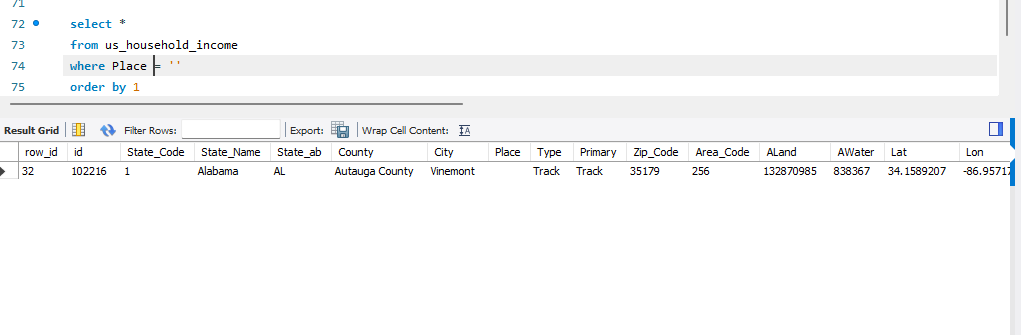 71
72 select *
73 from us_household_income
74 where Place = ''
75 order by 1
Result Grid Filter Rows: Export: Wrap Cell Content: IA
row_id id State_Code State_Name State_ab County City Place Type Primary Zip_Code Area_Code ALand AWater Lat Lon
32 102216 1 Alabama AL Autauga County Vinemont Track Track 35179 256 132870985 838367 34.1589207 -86.95717